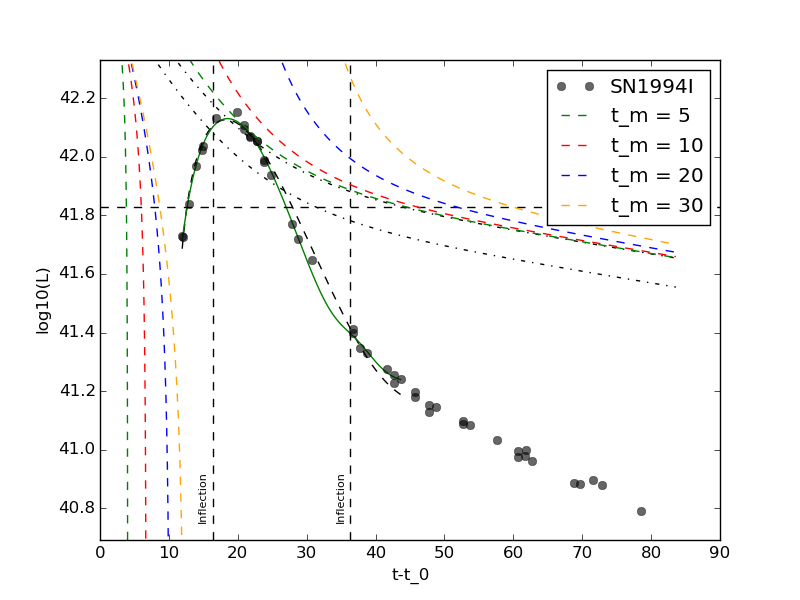 SN1994I
t_m = 5
t_m = 10
t_m = 20
t_m = 30
42.2
42.0
41.8
41.6
41.4
41.2
41.0
40.8
log10(L)
Inflection
Inflection
0 10 20 30 40 50 60 70 80 90
t-t_0